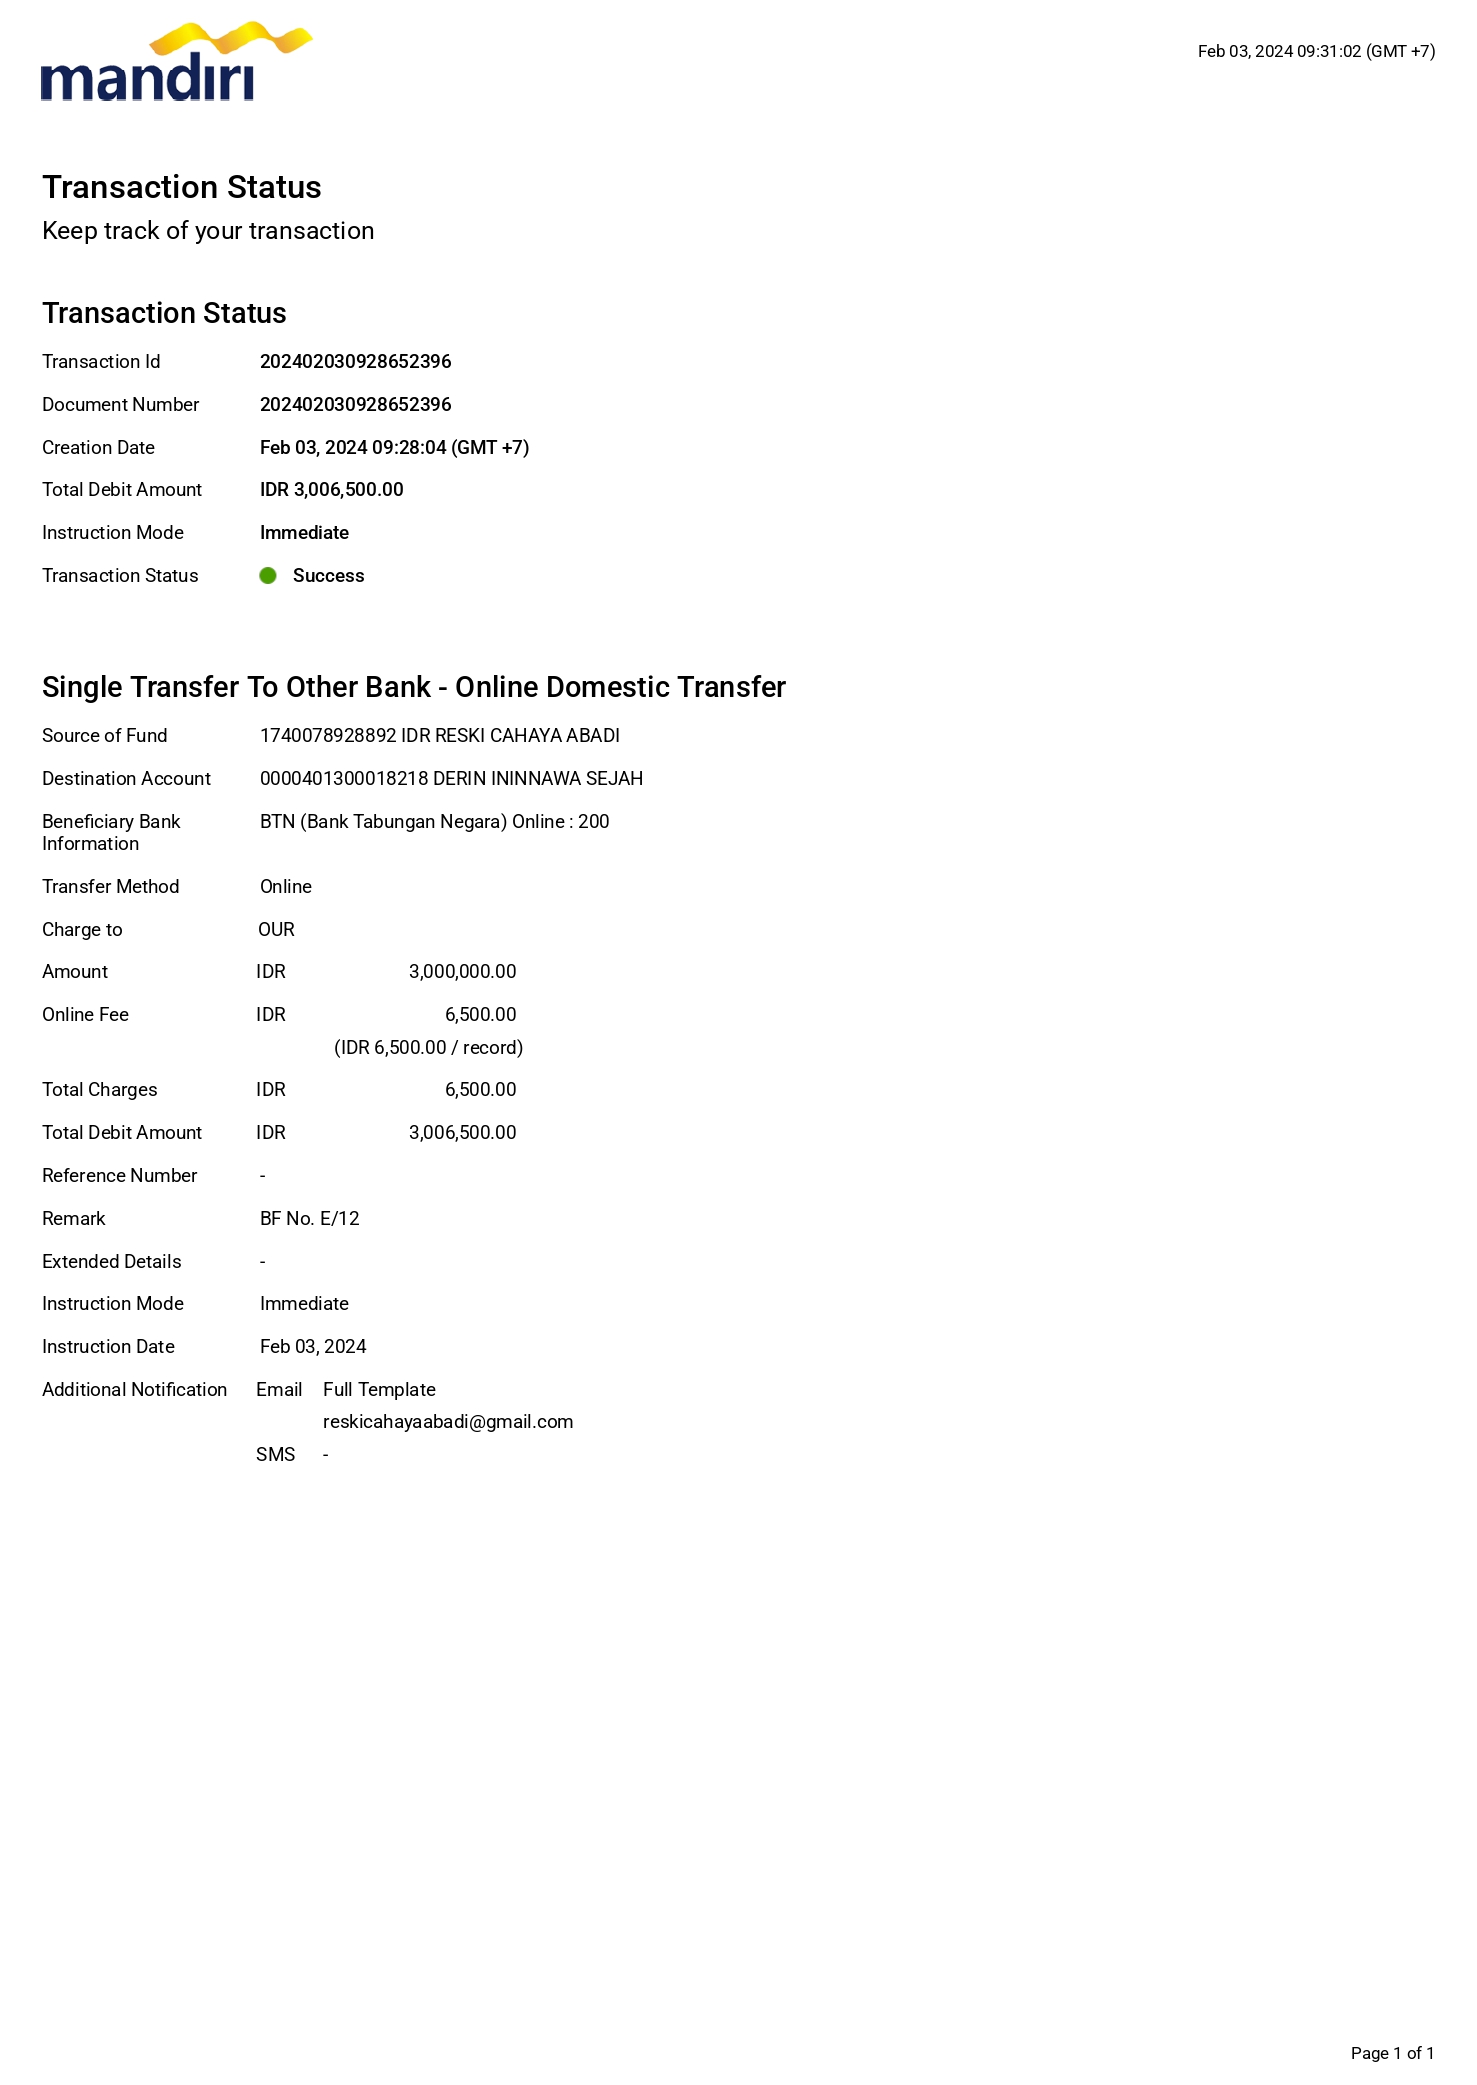 mandiri
Feb 03, 2024 09:31:02 (GMT +7)
Transaction Status
Keep track of your transaction
Transaction Status
Transaction Id 202402030928652396
Document Number 202402030928652396
Creation Date Feb 03, 2024 09:28:04 (GMT +7)
Total Debit Amount IDR 3,006,500.00
Instruction Mode Immediate
Transaction Status Success
Single Transfer To Other Bank - Online Domestic Transfer
Source of Fund 1740078928892 IDR RESKI CAHAYA ABADI
Destination Account 0000401300018218 DERIN ININNAWA SEJAH
Beneficiary Bank BTN (Bank Tabungan Negara) Online : 200
Information
Transfer Method Online
Charge to OUR
Amount IDR 3,000,000.00
Online Fee IDR 6,500.00
(IDR 6,500.00 / record)
Total Charges IDR 6,500.00
Total Debit Amount IDR 3,006,500.00
Reference Number -
Remark BF No. E/12
Extended Details -
Instruction Mode Immediate
Instruction Date Feb 03, 2024
Additional Notification Email Full Template
reskicahayaabadi@gmail.com
SMS -
Page 1 of 1